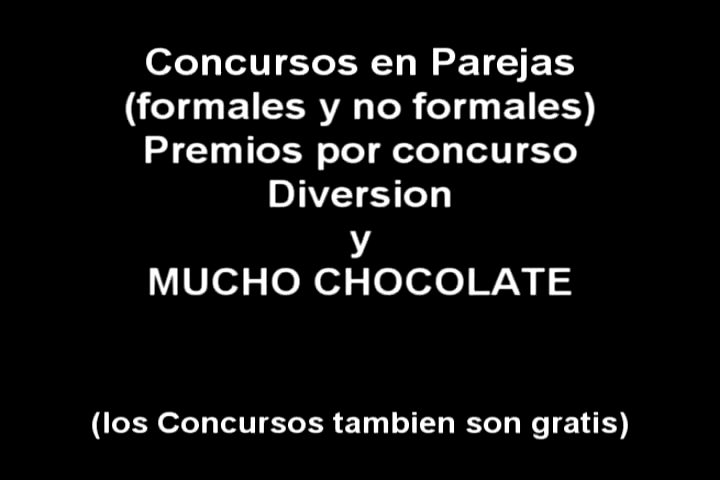 Concursos en Parejas
(formales y no formales)
Premios por concurso
Diversion
y
MUCHO CHOCOLATE
(los Concursos tambien son gratis)